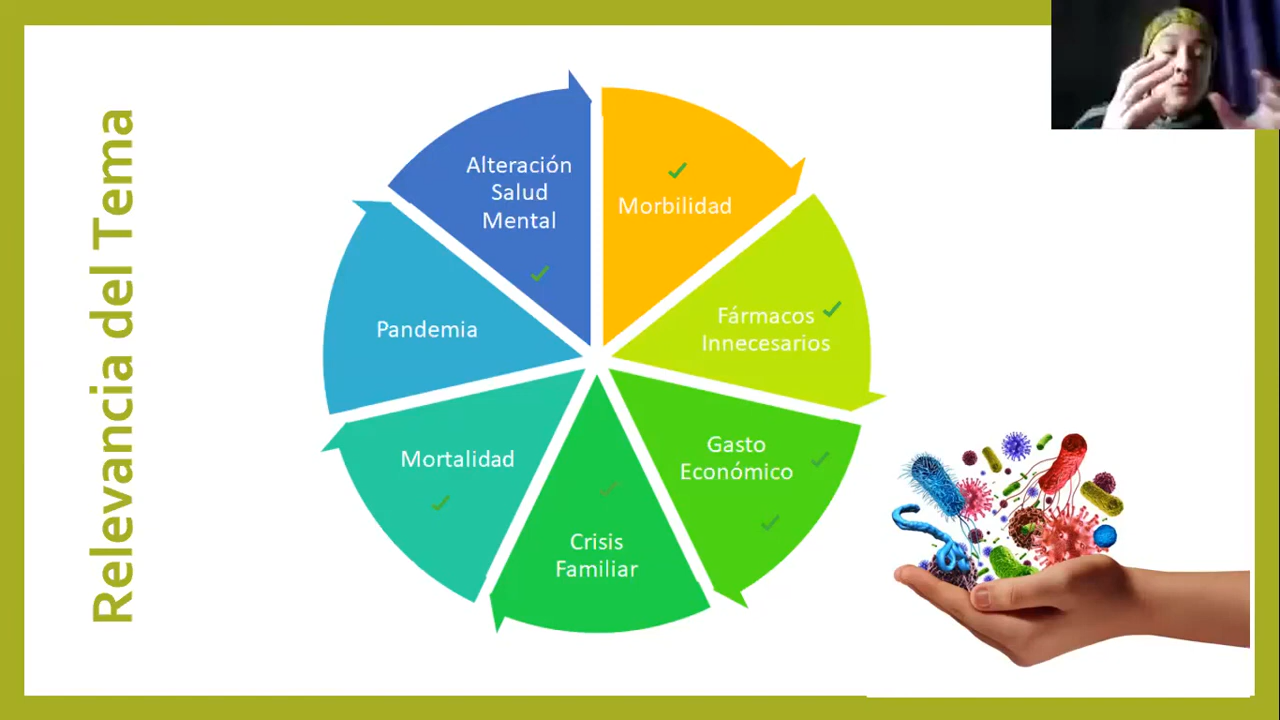 Relevancia del Tema
Alteración
Salud
Mental
Morbilidad
Fármacos
Innecesarios
Gasto
Económico
Crisis
Familiar
Mortalidad
Pandemia